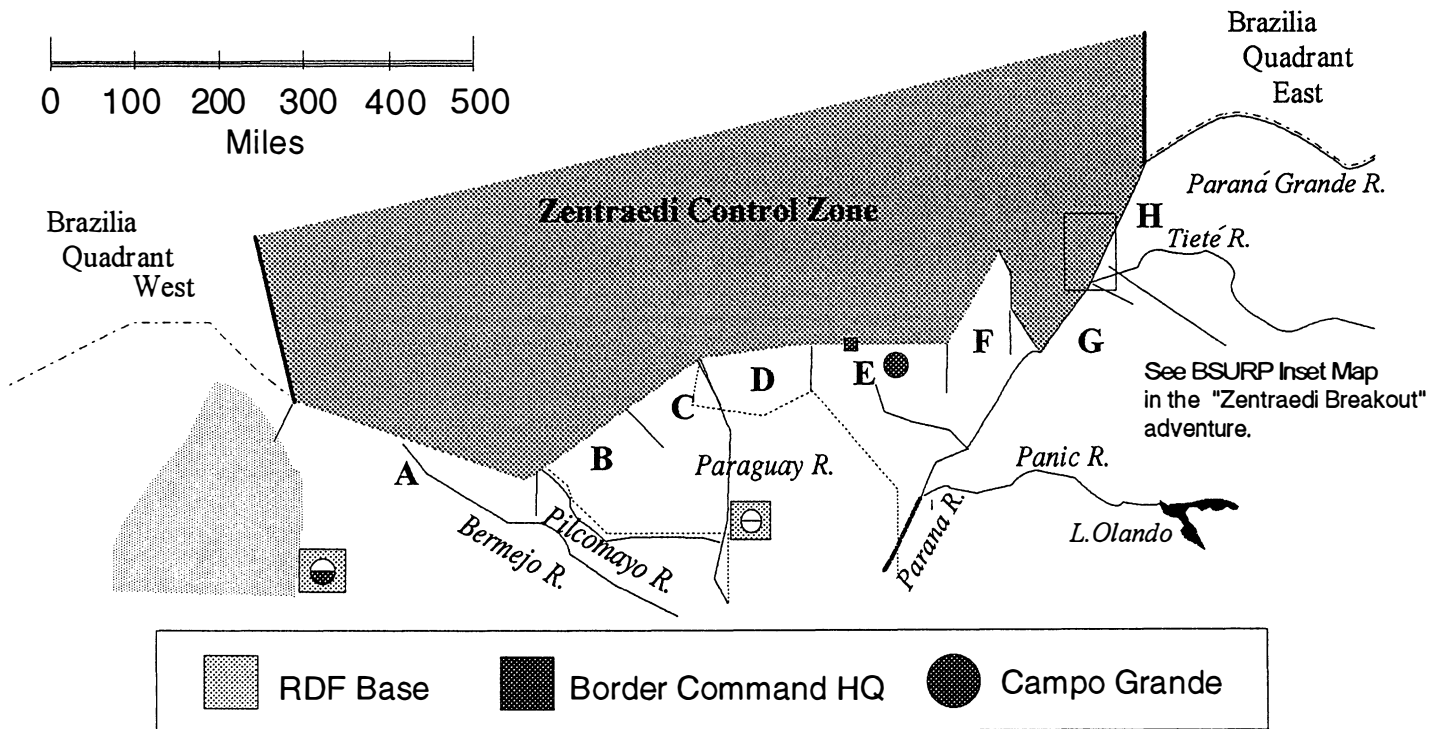 Brazilia
Quadrant
East
0 100 200 300 400 500
Miles
Paraná Grande R.
Zentraedi Control Zone
H
Tieté R.
Brazilia
Quadrant
West
F
G
D
E
See BSURP Inset Map
in the "Zentraedi Breakout"
adventure.
C
B
A
Paraguay R.
Panic R.
Pilcomayo R.
Bermejo R.
Parana R.
L.Olando
RDF Base
Border Command HQ
Campo Grande